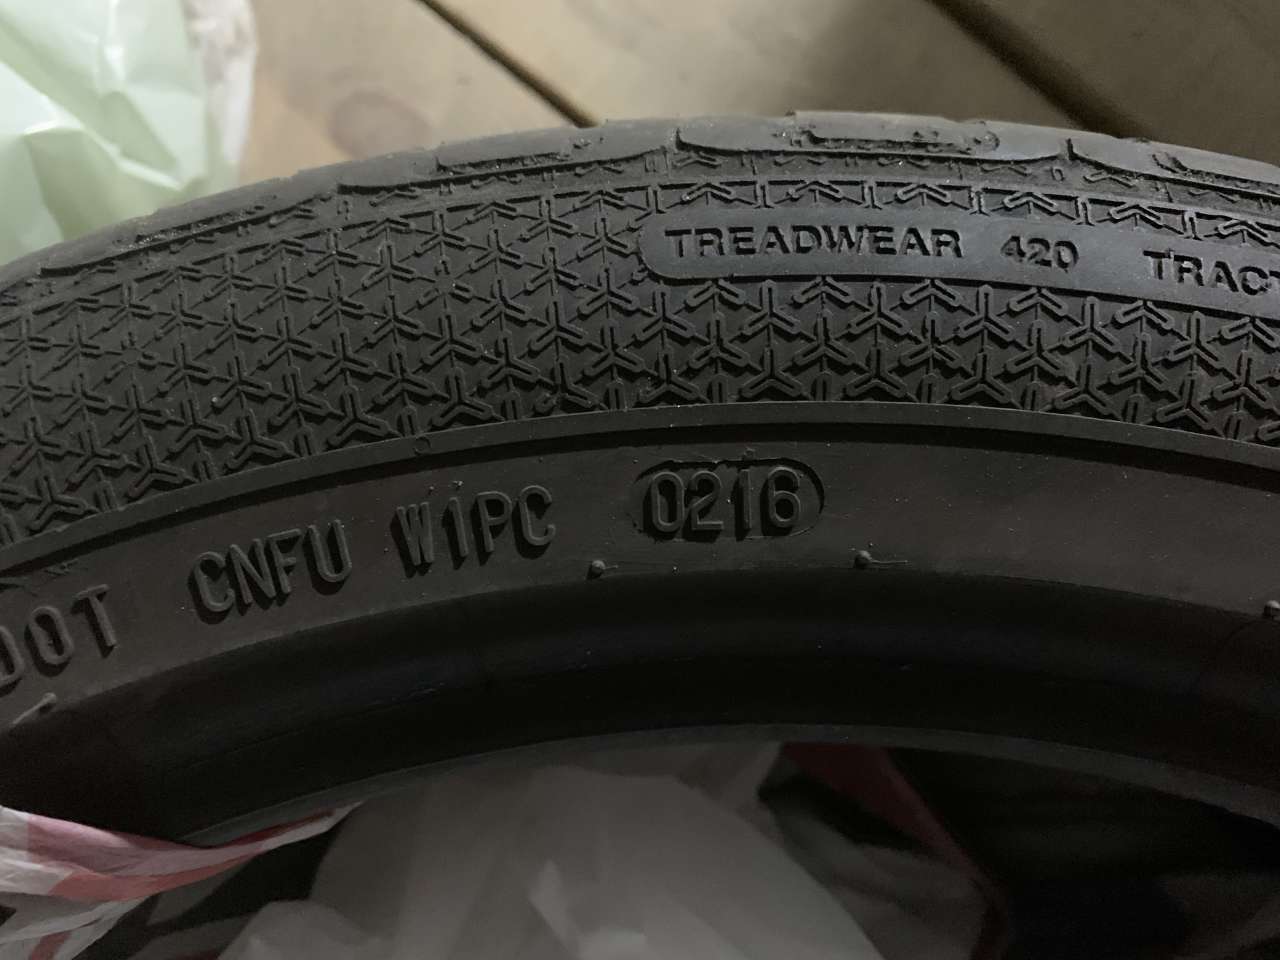 TREADWEAR 420 TRACT
DOT CNFU W1PC 0216